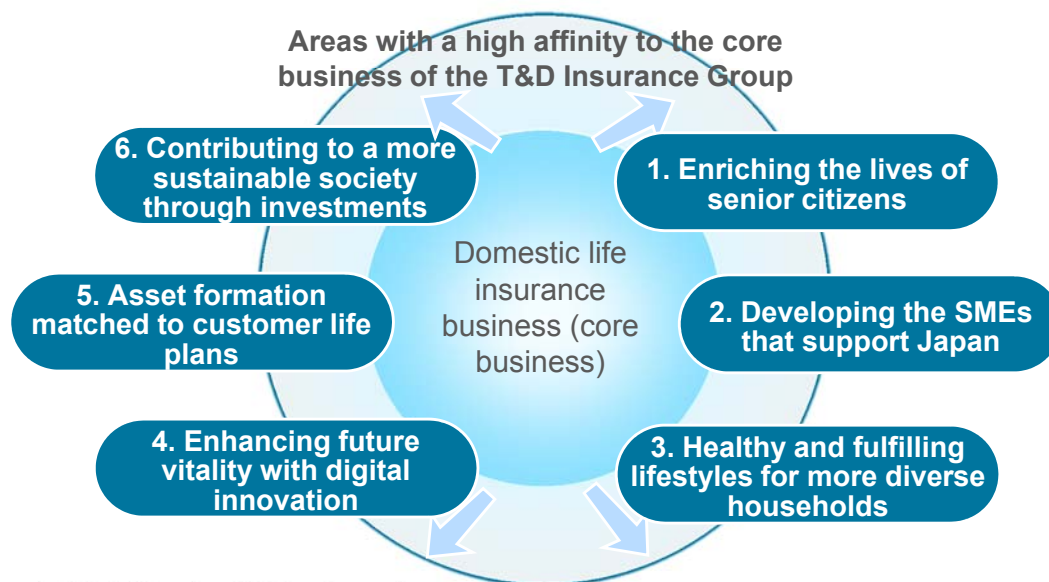 Areas with a high affinity to the core
business of the T&D Insurance Group
6. Contributing to a more
sustainable society
through investments
1. Enriching the lives of
senior citizens
Domestic life
insurance
business (core
business)
5. Asset formation
matched to customer life
plans
2. Developing the SMEs
that support Japan
4. Enhancing future
vitality with digital
innovation
3. Healthy and fulfilling
lifestyles for more diverse
households